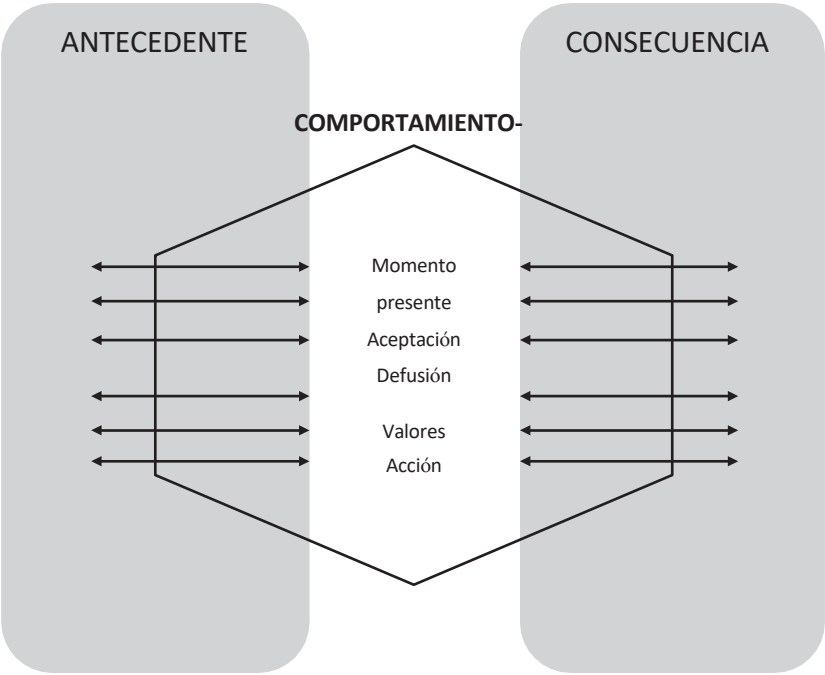 ANTECEDENTE
CONSECUENCIA
COMPORTAMIENTO-
Momento
presente
Aceptación
Defusión
Valores
Acción